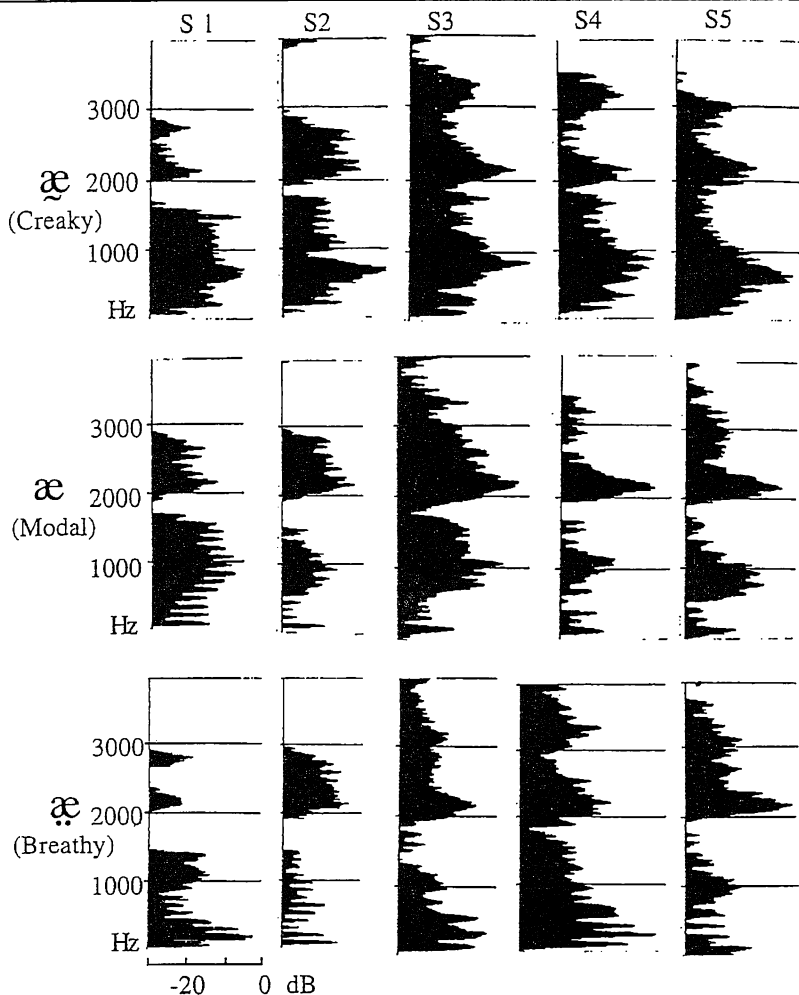 S 1 S2 S3 S4 S5
3000
æ̰ 2000
(Creaky)
1000
Hz
3000
æ 2000
(Modal)
1000
Hz
3000
æ̤ 2000
(Breathy)
1000
Hz
-20 0 dB